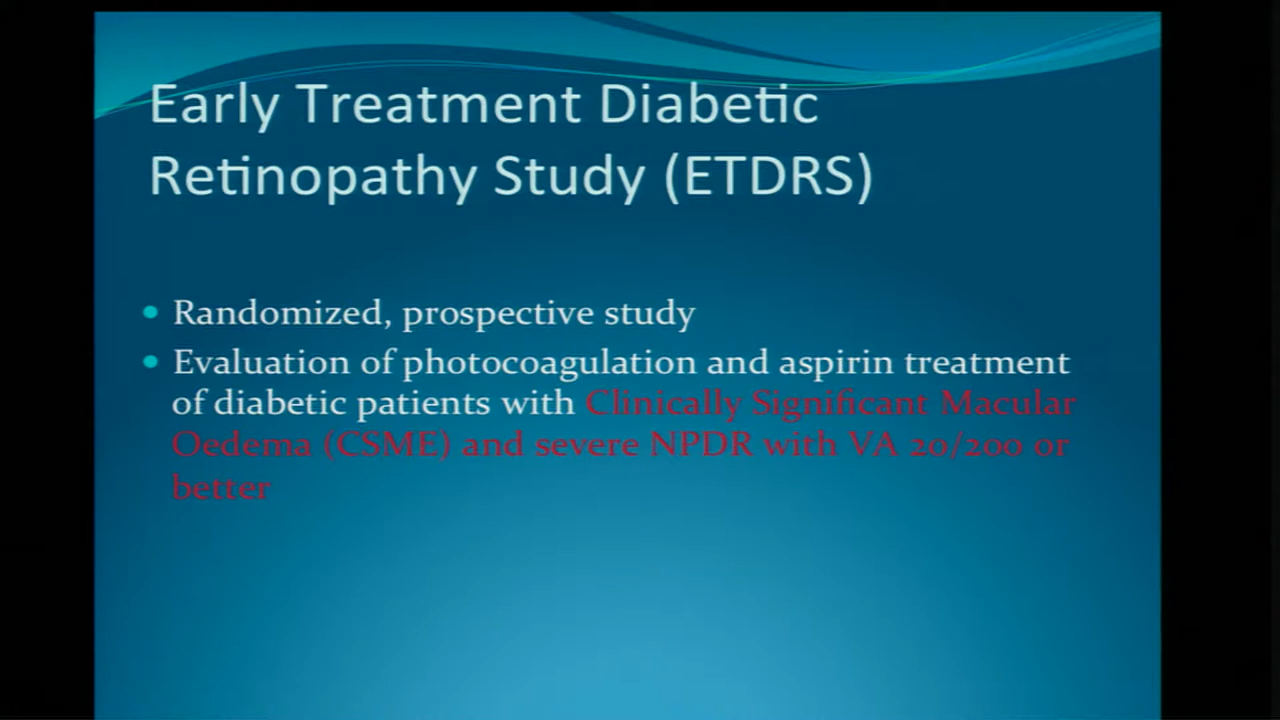 Early Treatment Diabetic
Retinopathy Study (ETDRS)
• Randomized, prospective study
• Evaluation of photocoagulation and aspirin treatment
of diabetic patients with Clinically Significant Macular
Oedema (CSME) and severe NPDR with VA 20/200 or
better